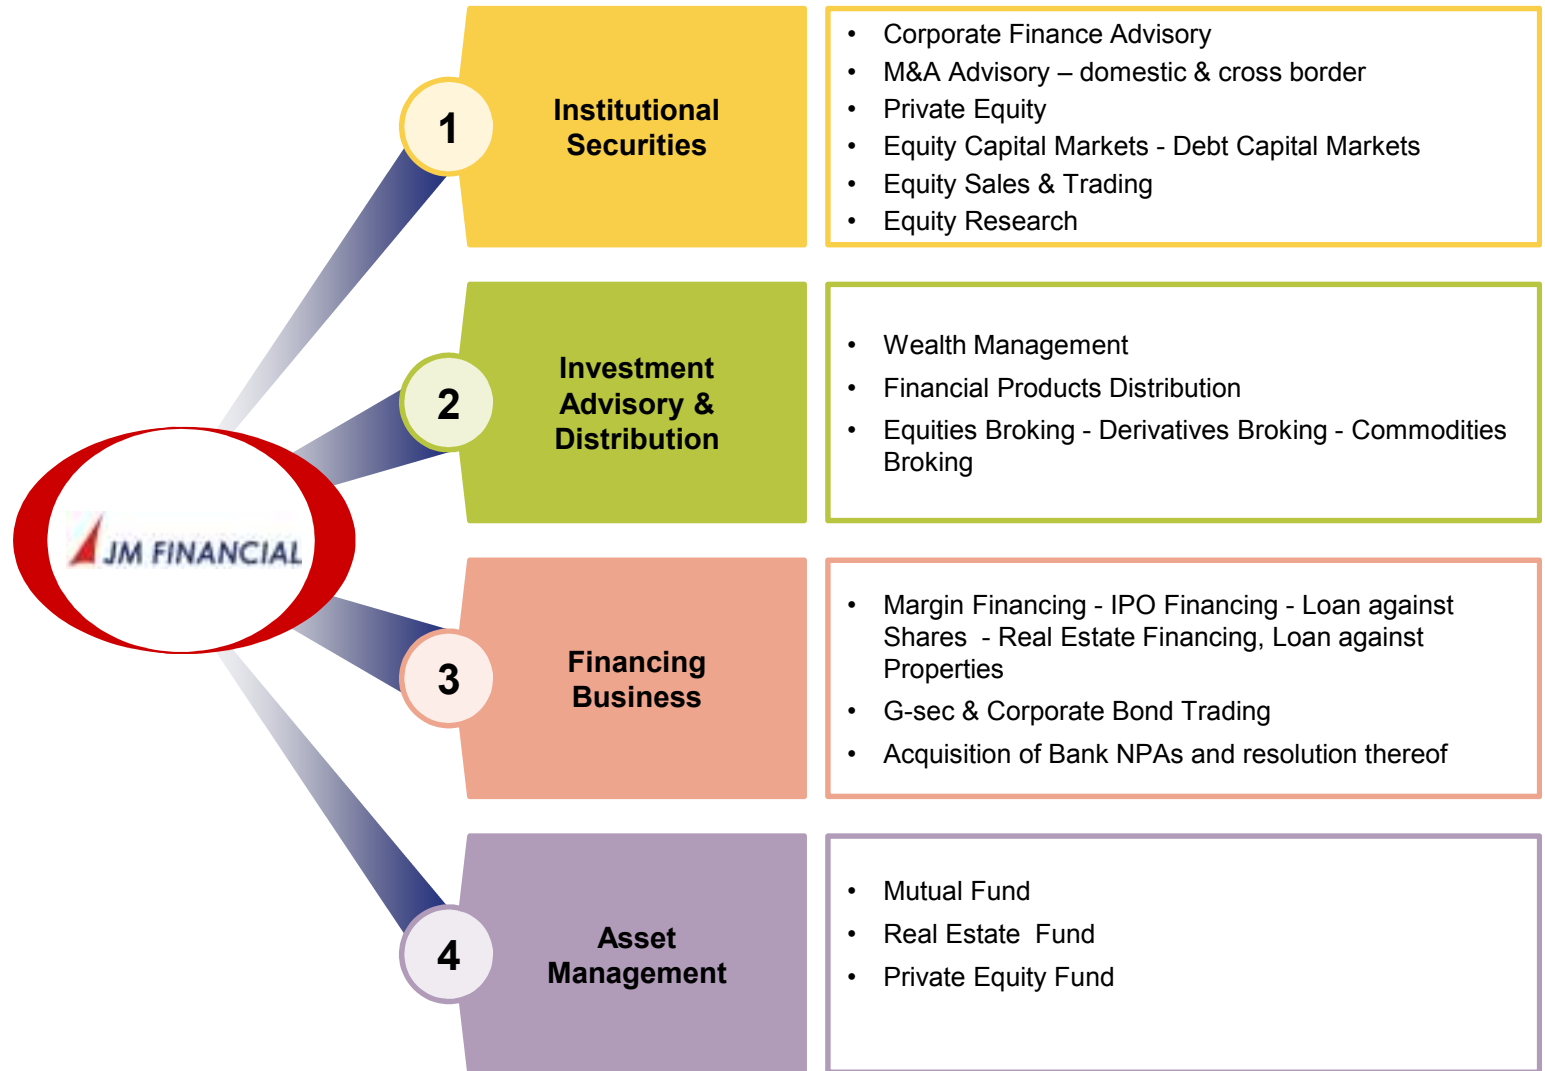 JM FINANCIAL
1
Institutional
Securities
• Corporate Finance Advisory
• M&A Advisory – domestic & cross border
• Private Equity
• Equity Capital Markets - Debt Capital Markets
• Equity Sales & Trading
• Equity Research
2
Investment
Advisory &
Distribution
• Wealth Management
• Financial Products Distribution
• Equities Broking - Derivatives Broking - Commodities
Broking
3
Financing
Business
• Margin Financing - IPO Financing - Loan against
Shares - Real Estate Financing, Loan against
Properties
• G-sec & Corporate Bond Trading
• Acquisition of Bank NPAs and resolution thereof
4
Asset
Management
• Mutual Fund
• Real Estate Fund
• Private Equity Fund